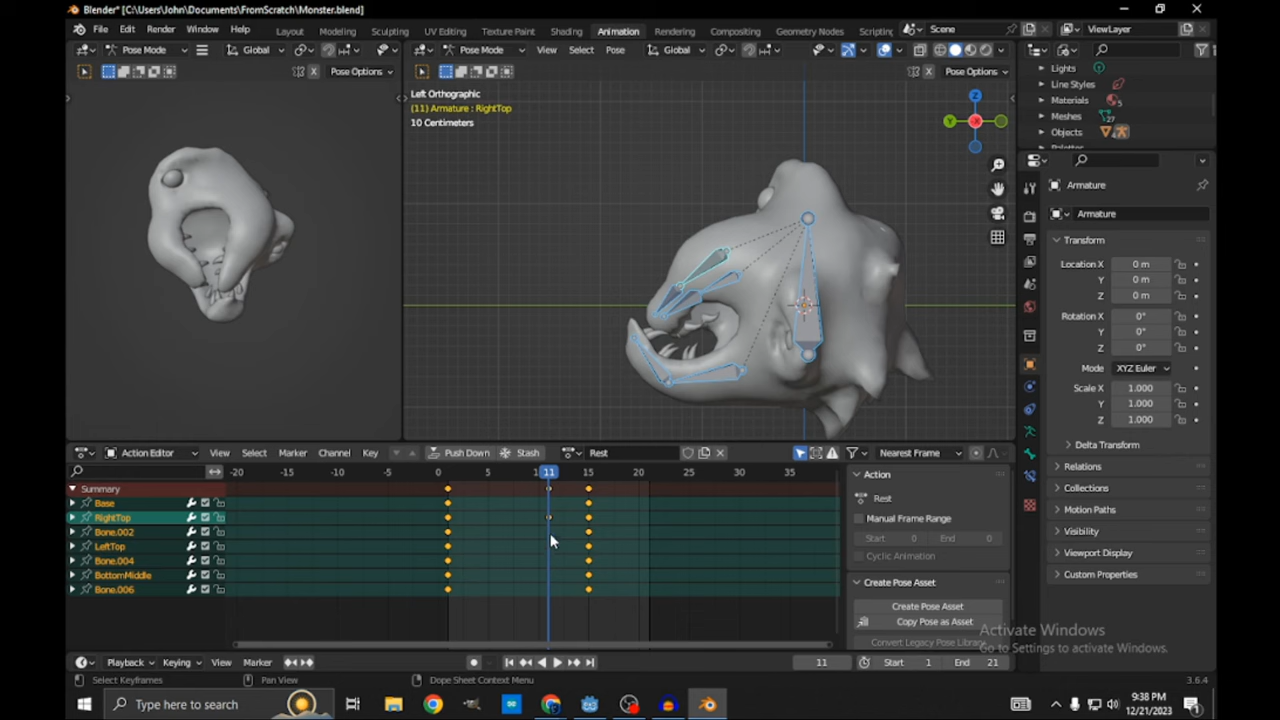 Blender* [C:\Users\John\Documents\FromScratch\Monster.blend]
File Edit Render Window Help Layout Modeling Sculpting UV Editing Texture Paint Shading Animation Rendering Compositing Geometry Nodes Scripting Scene ViewLayer
Pose Mode Global Pose Mode View Select Pose Global
Pose Options Pose Options
Left Orthographic
(11) Armature : RightTop
10 Centimeters
Z
Y
X
Lights
Line Styles
Materials 5
Meshes 27
Objects
Armature
Armature
Transform
Location X 0 m
Y 0 m
Z 0 m
Rotation X 0°
Y 0°
Z 0°
Mode XYZ Euler
Scale X 1.000
Y 1.000
Z 1.000
Delta Transform
Relations
Collections
Motion Paths
Visibility
Viewport Display
Custom Properties
Action Editor View Select Marker Channel Key Push Down Stash Rest Nearest Frame
-20 -15 -10 -5 0 5 1 11 15 20 25 30 35
Summary
Base
RightTop
Bone.002
LeftTop
Bone.004
BottomMiddle
Bone.006
Action
Rest
Manual Frame Range
Start 0 End 0
Cyclic Animation
Create Pose Asset
Create Pose Asset
Copy Pose as Asset
Convert Legacy Pose Library
Activate Windows
Go to Settings to activate Windows.
Playback Keying View Marker 11 Start 1 End 21
Select Keyframes Pan View Dope Sheet Context Menu 3.6.4
Type here to search
9:38 PM
12/21/2023
1